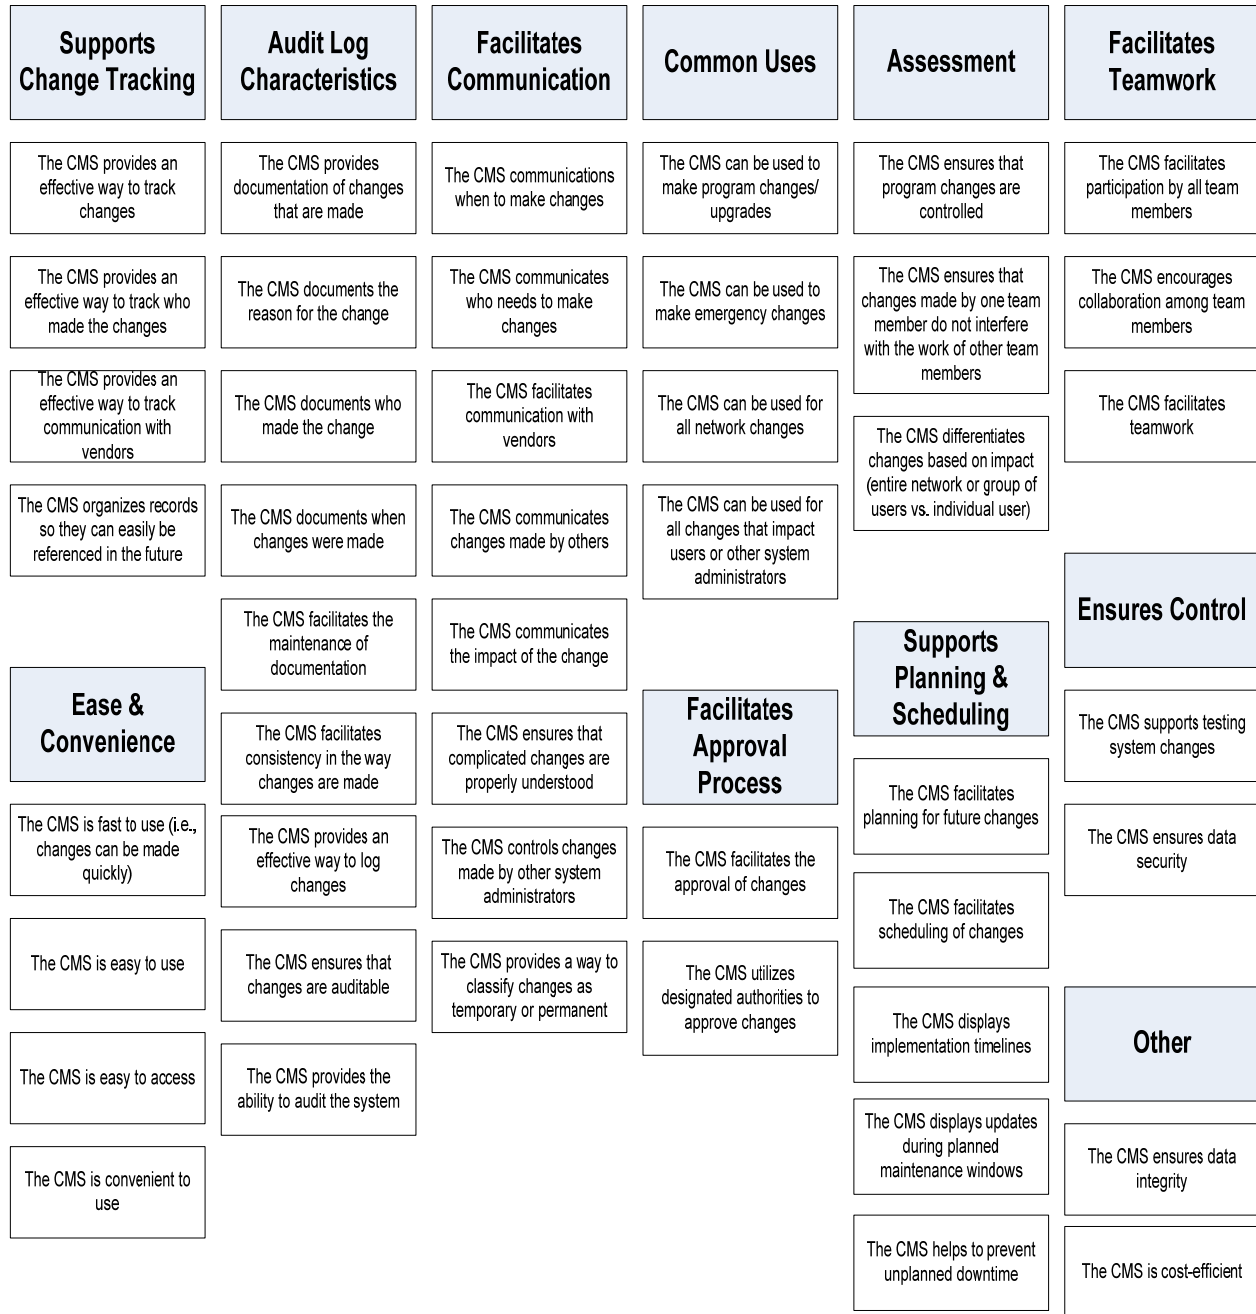 Supports
Change Tracking
The CMS provides an
effective way to track
changes
The CMS provides an
effective way to track who
made the changes
The CMS provides an
effective way to track
communication with
vendors
The CMS organizes records
so they can easily be
referenced in the future
Ease &
Convenience
The CMS is fast to use (i.e.,
changes can be made
quickly)
The CMS is easy to use
The CMS is easy to access
The CMS is convenient to
use
Audit Log
Characteristics
The CMS provides
documentation of changes
that are made
The CMS documents the
reason for the change
The CMS documents who
made the change
The CMS documents when
changes were made
The CMS facilitates the
maintenance of
documentation
The CMS facilitates
consistency in the way
changes are made
The CMS provides an
effective way to log
changes
The CMS ensures that
changes are auditable
The CMS provides the
ability to audit the system
Facilitates
Communication
The CMS communications
when to make changes
The CMS communicates
who needs to make
changes
The CMS facilitates
communication with
vendors
The CMS communicates
changes made by others
The CMS communicates
the impact of the change
The CMS ensures that
complicated changes are
properly understood
The CMS controls changes
made by other system
administrators
The CMS provides a way to
classify changes as
temporary or permanent
Common Uses
The CMS can be used to
make program changes/
upgrades
The CMS can be used to
make emergency changes
The CMS can be used for
all network changes
The CMS can be used for
all changes that impact
users or other system
administrators
Facilitates
Approval
Process
The CMS facilitates the
approval of changes
The CMS utilizes
designated authorities to
approve changes
Assessment
The CMS ensures that
program changes are
controlled
The CMS ensures that
changes made by one team
member do not interfere
with the work of other team
members
The CMS differentiates
changes based on impact
(entire network or group of
users vs. individual user)
Supports
Planning &
Scheduling
The CMS facilitates
planning for future changes
The CMS facilitates
scheduling of changes
The CMS displays
implementation timelines
The CMS displays updates
during planned
maintenance windows
The CMS helps to prevent
unplanned downtime
Facilitates
Teamwork
The CMS facilitates
participation by all team
members
The CMS encourages
collaboration among team
members
The CMS facilitates
teamwork
Ensures Control
The CMS supports testing
system changes
The CMS ensures data
security
Other
The CMS ensures data
integrity
The CMS is cost-efficient